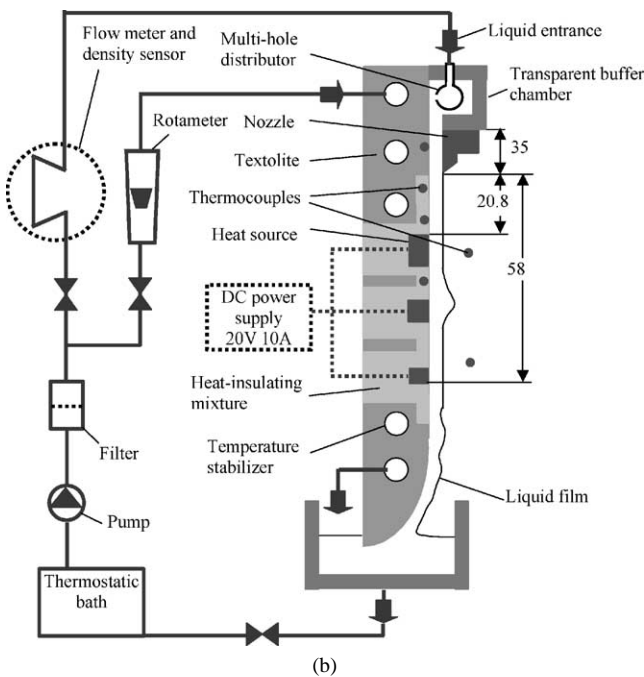 Flow meter and
density sensor
Multi-hole
distributor
Liquid entrance
Transparent buffer
chamber
Rotameter
Nozzle
35
Textolite
20.8
Thermocouples
Heat source
58
DC power
supply
20V 10A
Heat-insulating
mixture
Filter
Temperature
stabilizer
Liquid film
Pump
Thermostatic
bath
(b)